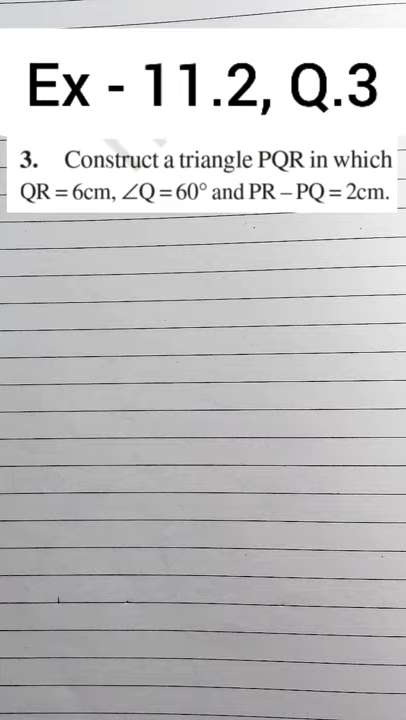 Ex - 11.2, Q.3
3. Construct a triangle PQR in which
QR = 6cm, ∠Q = 60° and PR – PQ = 2cm.